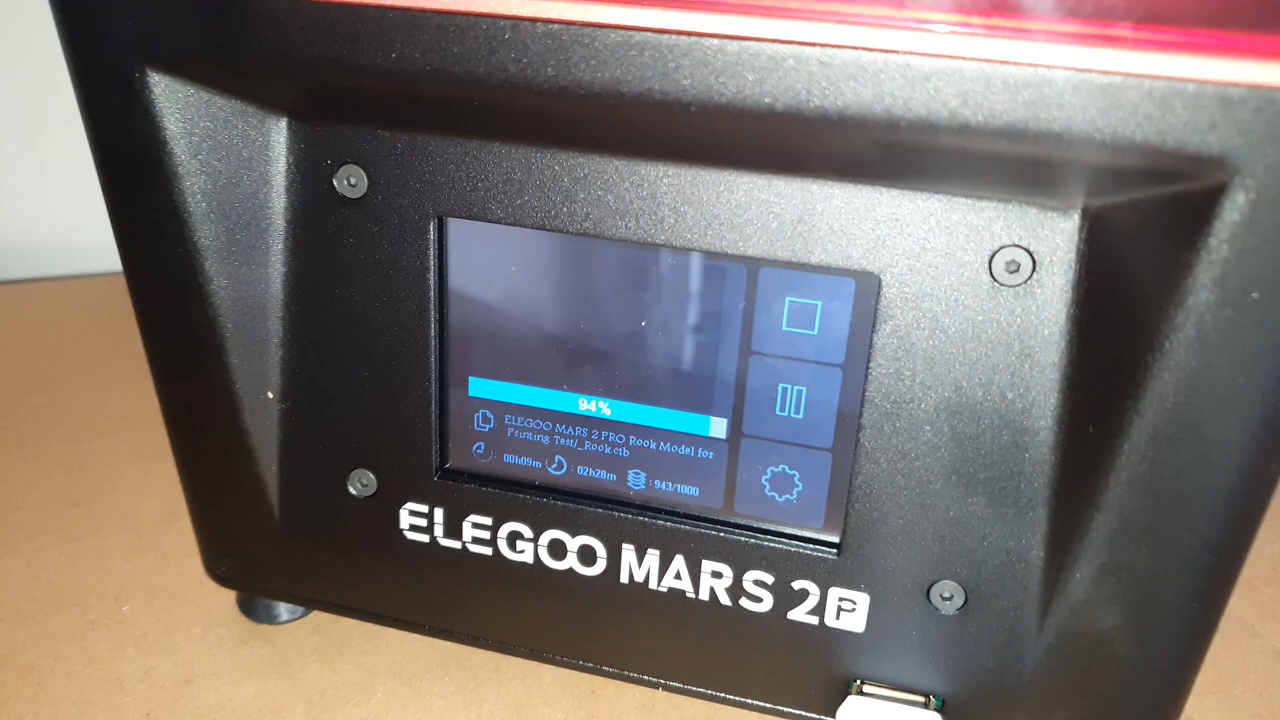 94%
ELEGOO MARS 2 PRO Rook Model for
Printing Test/_Rook.ctb
: 00h09m : 02h28m : 943/1000
ELEGOO MARS 2P